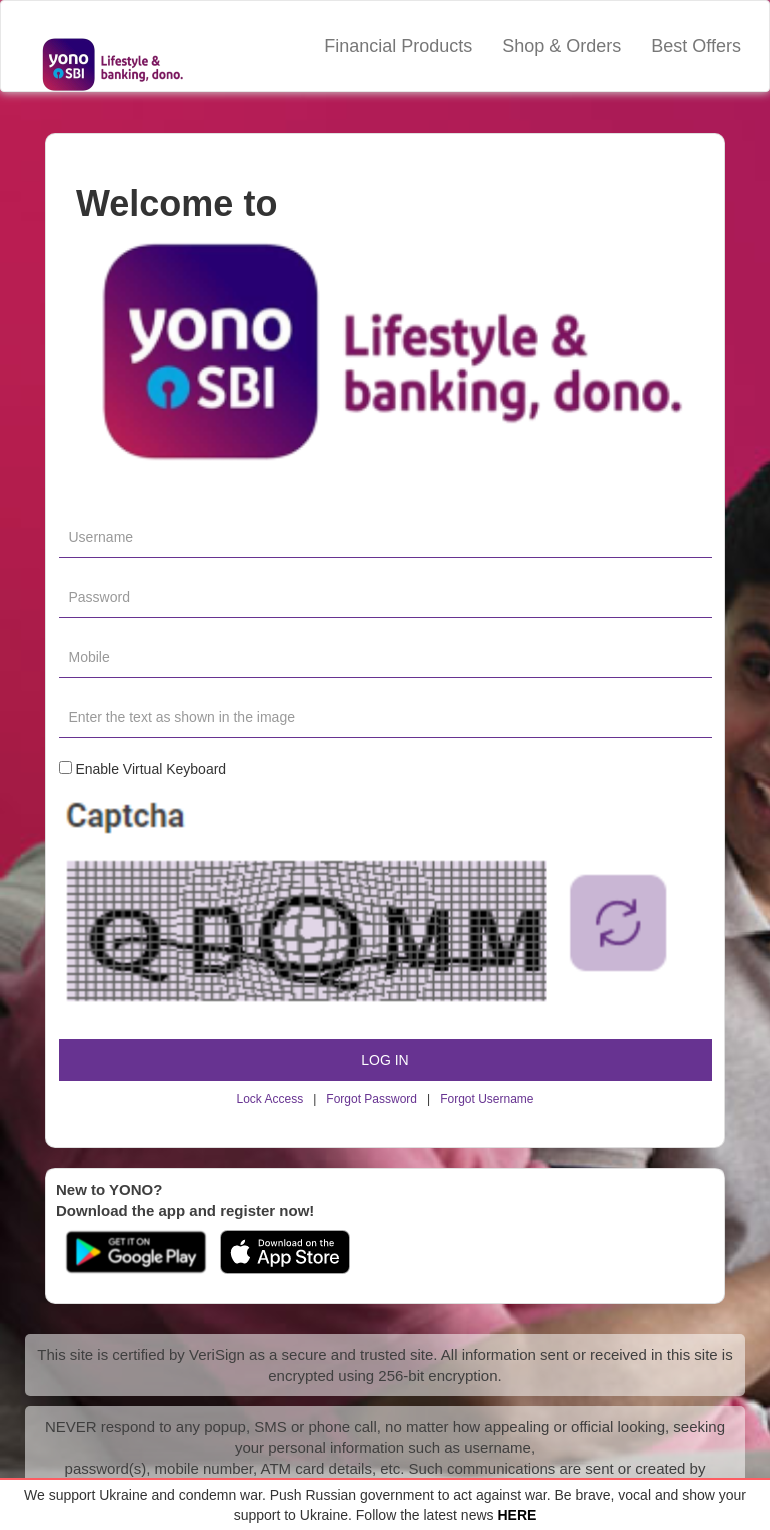 yono
SBI
Lifestyle &
banking, dono.
Financial Products
Shop & Orders
Best Offers
Welcome to
yono
SBI
Lifestyle &
banking, dono.
Username
Password
Mobile
Enter the text as shown in the image
Enable Virtual Keyboard
Captcha
QDQMM
LOG IN
Lock Access | Forgot Password | Forgot Username
New to YONO?
Download the app and register now!
GET IT ON
Google Play
Download on the
App Store
This site is certified by VeriSign as a secure and trusted site. All information sent or received in this site is
encrypted using 256-bit encryption.
NEVER respond to any popup, SMS or phone call, no matter how appealing or official looking, seeking
your personal information such as username,
password(s), mobile number, ATM card details, etc. Such communications are sent or created by
We support Ukraine and condemn war. Push Russian government to act against war. Be brave, vocal and show your
support to Ukraine. Follow the latest news HERE